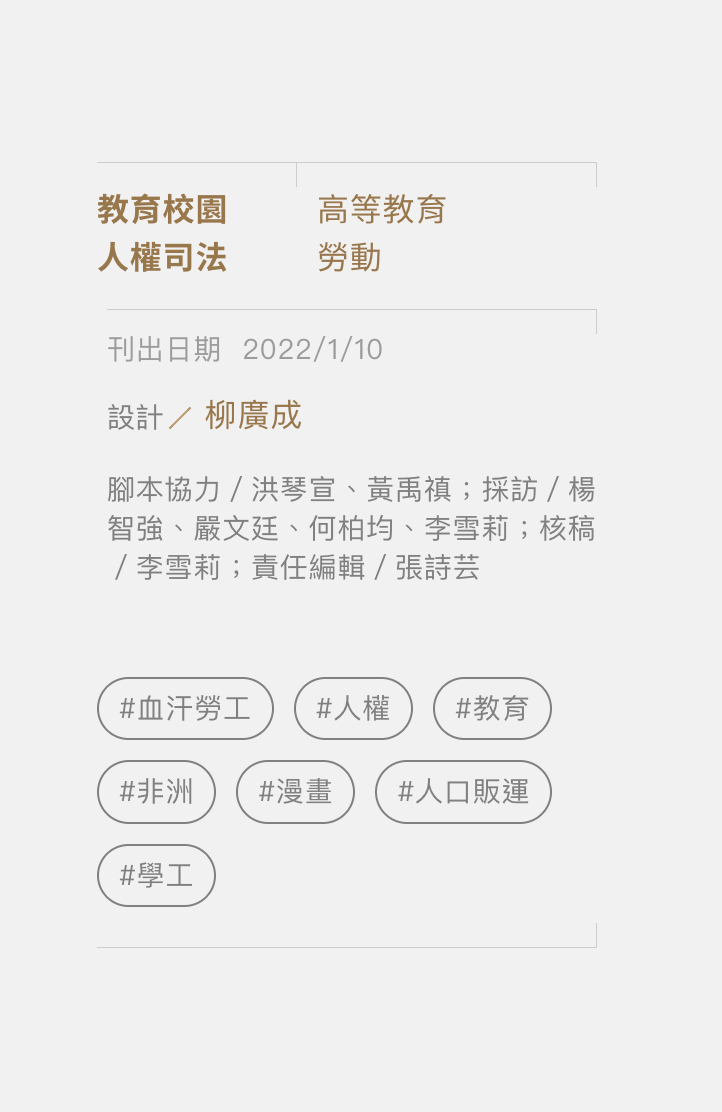 教育校園 高等教育
人權司法 勞動
刊出日期 2022/1/10
設計／ 柳廣成
腳本協力 / 洪琴宣、黃禹禛；採訪 / 楊
智強、嚴文廷、何柏均、李雪莉；核稿
/ 李雪莉；責任編輯 / 張詩芸
#血汗勞工 #人權 #教育
#非洲 #漫畫 #人口販運
#學工